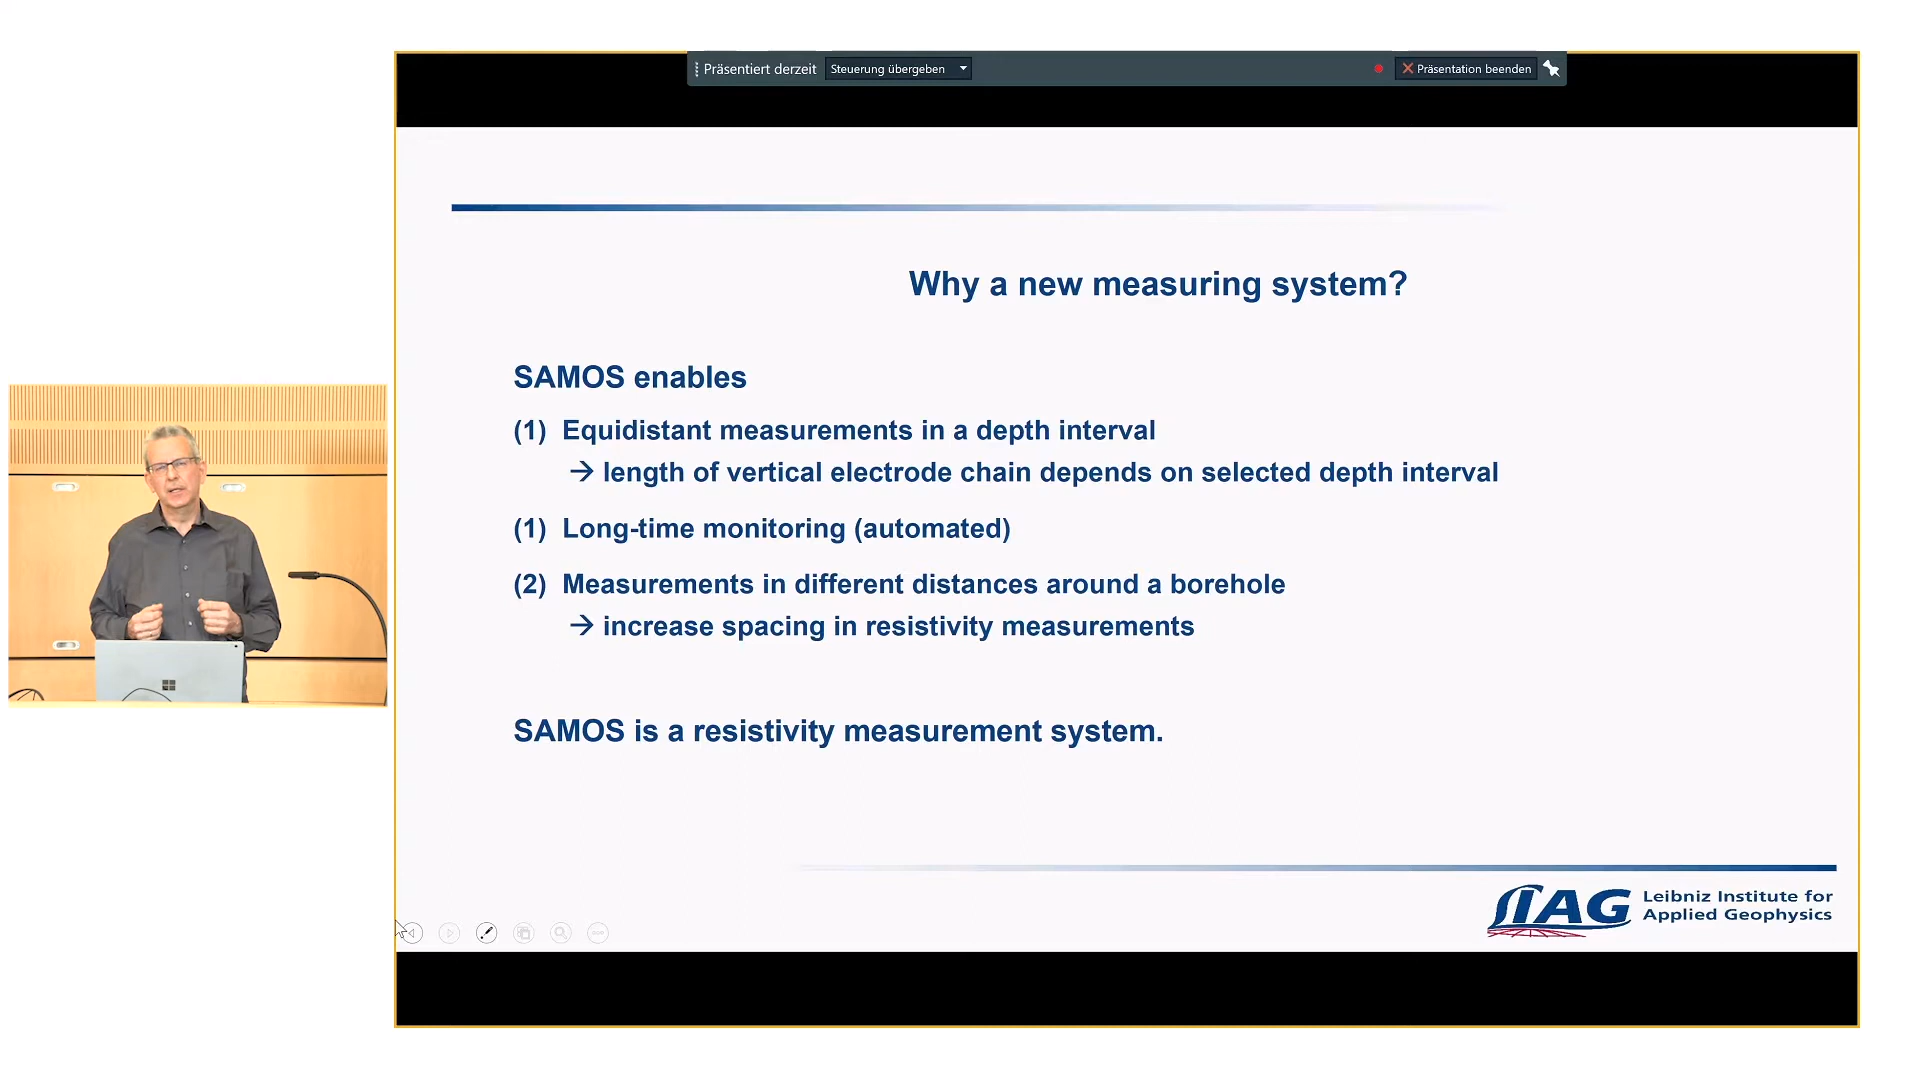 Präsentiert derzeit
Steuerung übergeben
Präsentation beenden
Why a new measuring system?
SAMOS enables
(1) Equidistant measurements in a depth interval
→ length of vertical electrode chain depends on selected depth interval
(1) Long-time monitoring (automated)
(2) Measurements in different distances around a borehole
→ increase spacing in resistivity measurements
SAMOS is a resistivity measurement system.
LIAG
Leibniz Institute for
Applied Geophysics